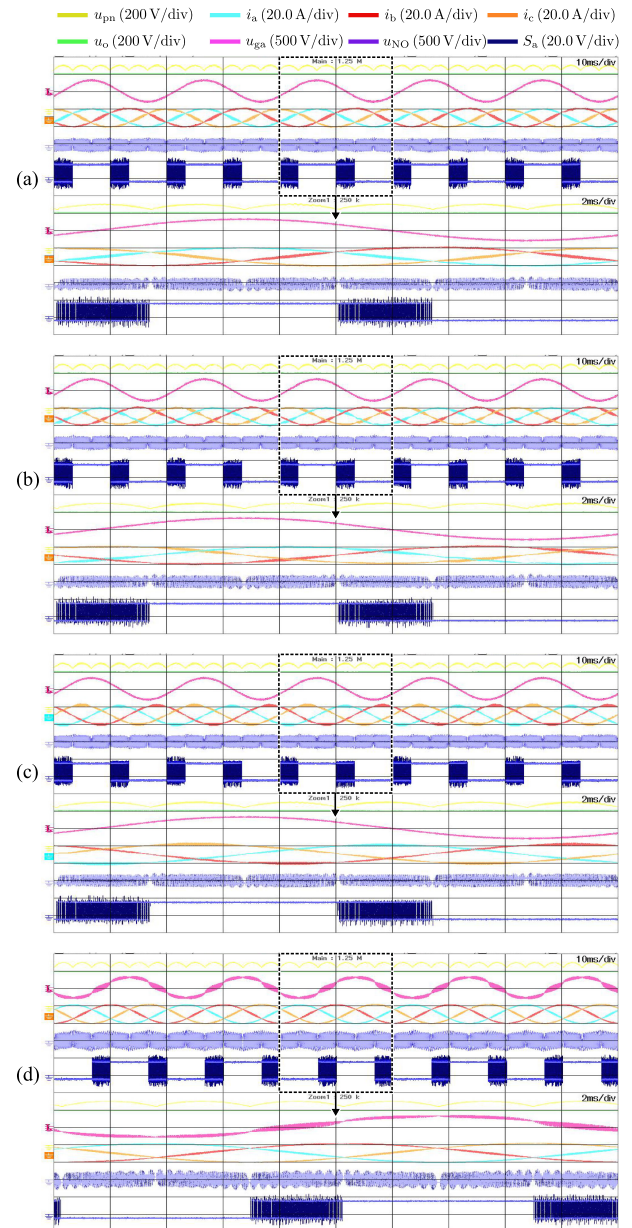 u_pn (200 V/div) i_a (20.0 A/div) i_b (20.0 A/div) i_c (20.0 A/div)
u_o (200 V/div) u_ga (500 V/div) u_NO (500 V/div) S_a (20.0 V/div)
Main : 1.25 M
10ms/div
(a)
Zoom1 : 250 k
2ms/div
Main : 1.25 M
10ms/div
(b)
Zoom1 : 250 k
2ms/div
Main : 1.25 M
10ms/div
(c)
Zoom1 : 250 k
2ms/div
Main : 1.25 M
10ms/div
(d)
Zoom1 : 250 k
2ms/div